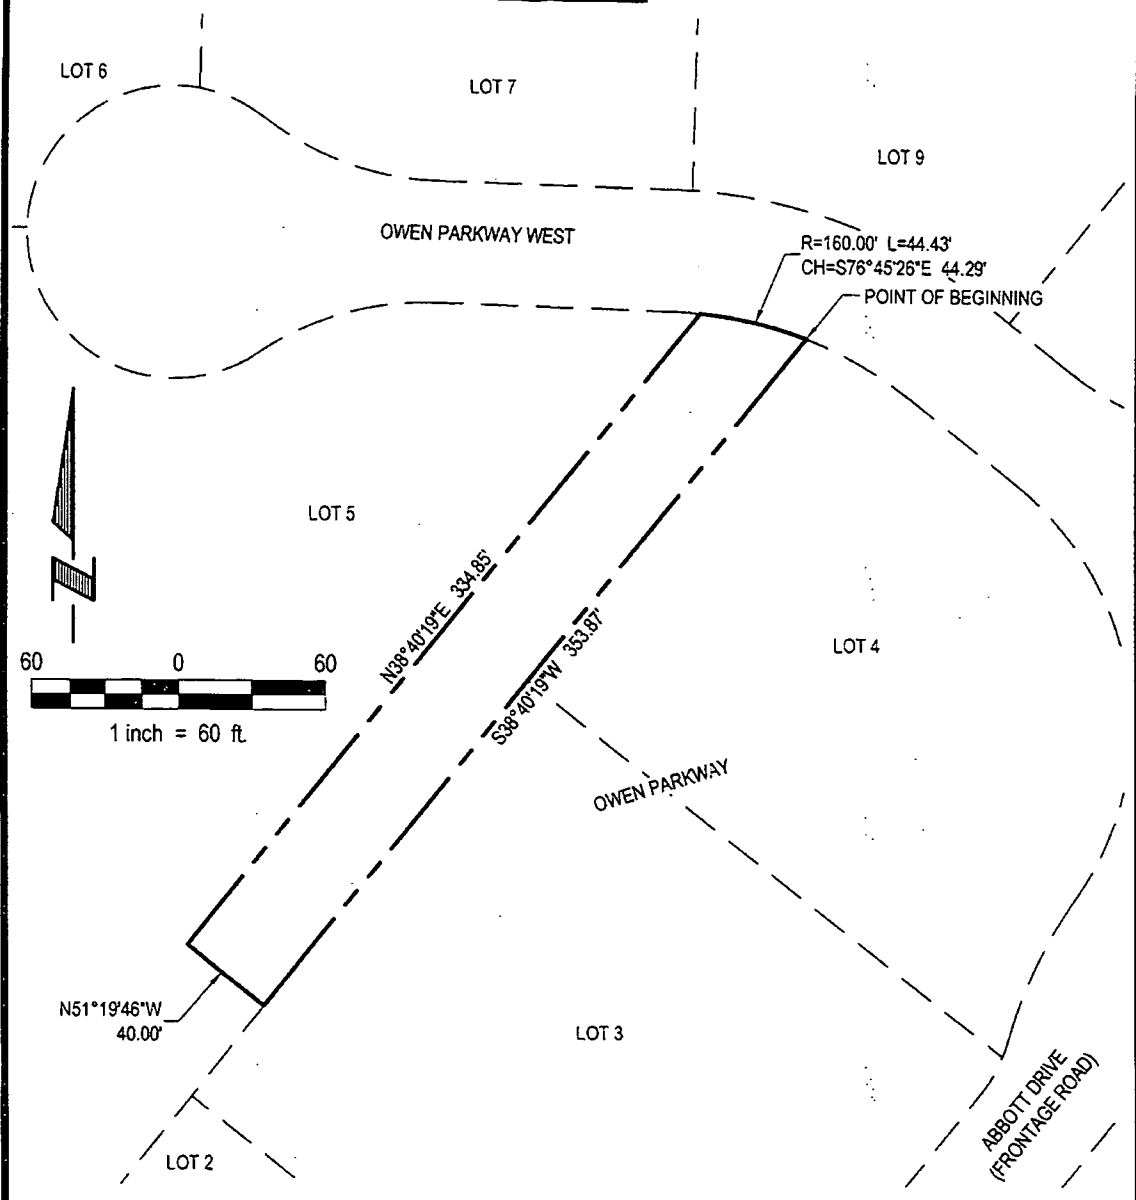 LOT 6
LOT 7
LOT 9
OWEN PARKWAY WEST
R=160.00' L=44.43'
CH=S76°45'26"E 44.29'
POINT OF BEGINNING
LOT 5
N38°40'19"E 334.85'
S38°40'19"W 353.87'
LOT 4
60 0 60
1 inch = 60 ft.
OWEN PARKWAY
N51°19'46"W
40.00'
LOT 3
ABBOTT DRIVE
(FRONTAGE ROAD)
LOT 2